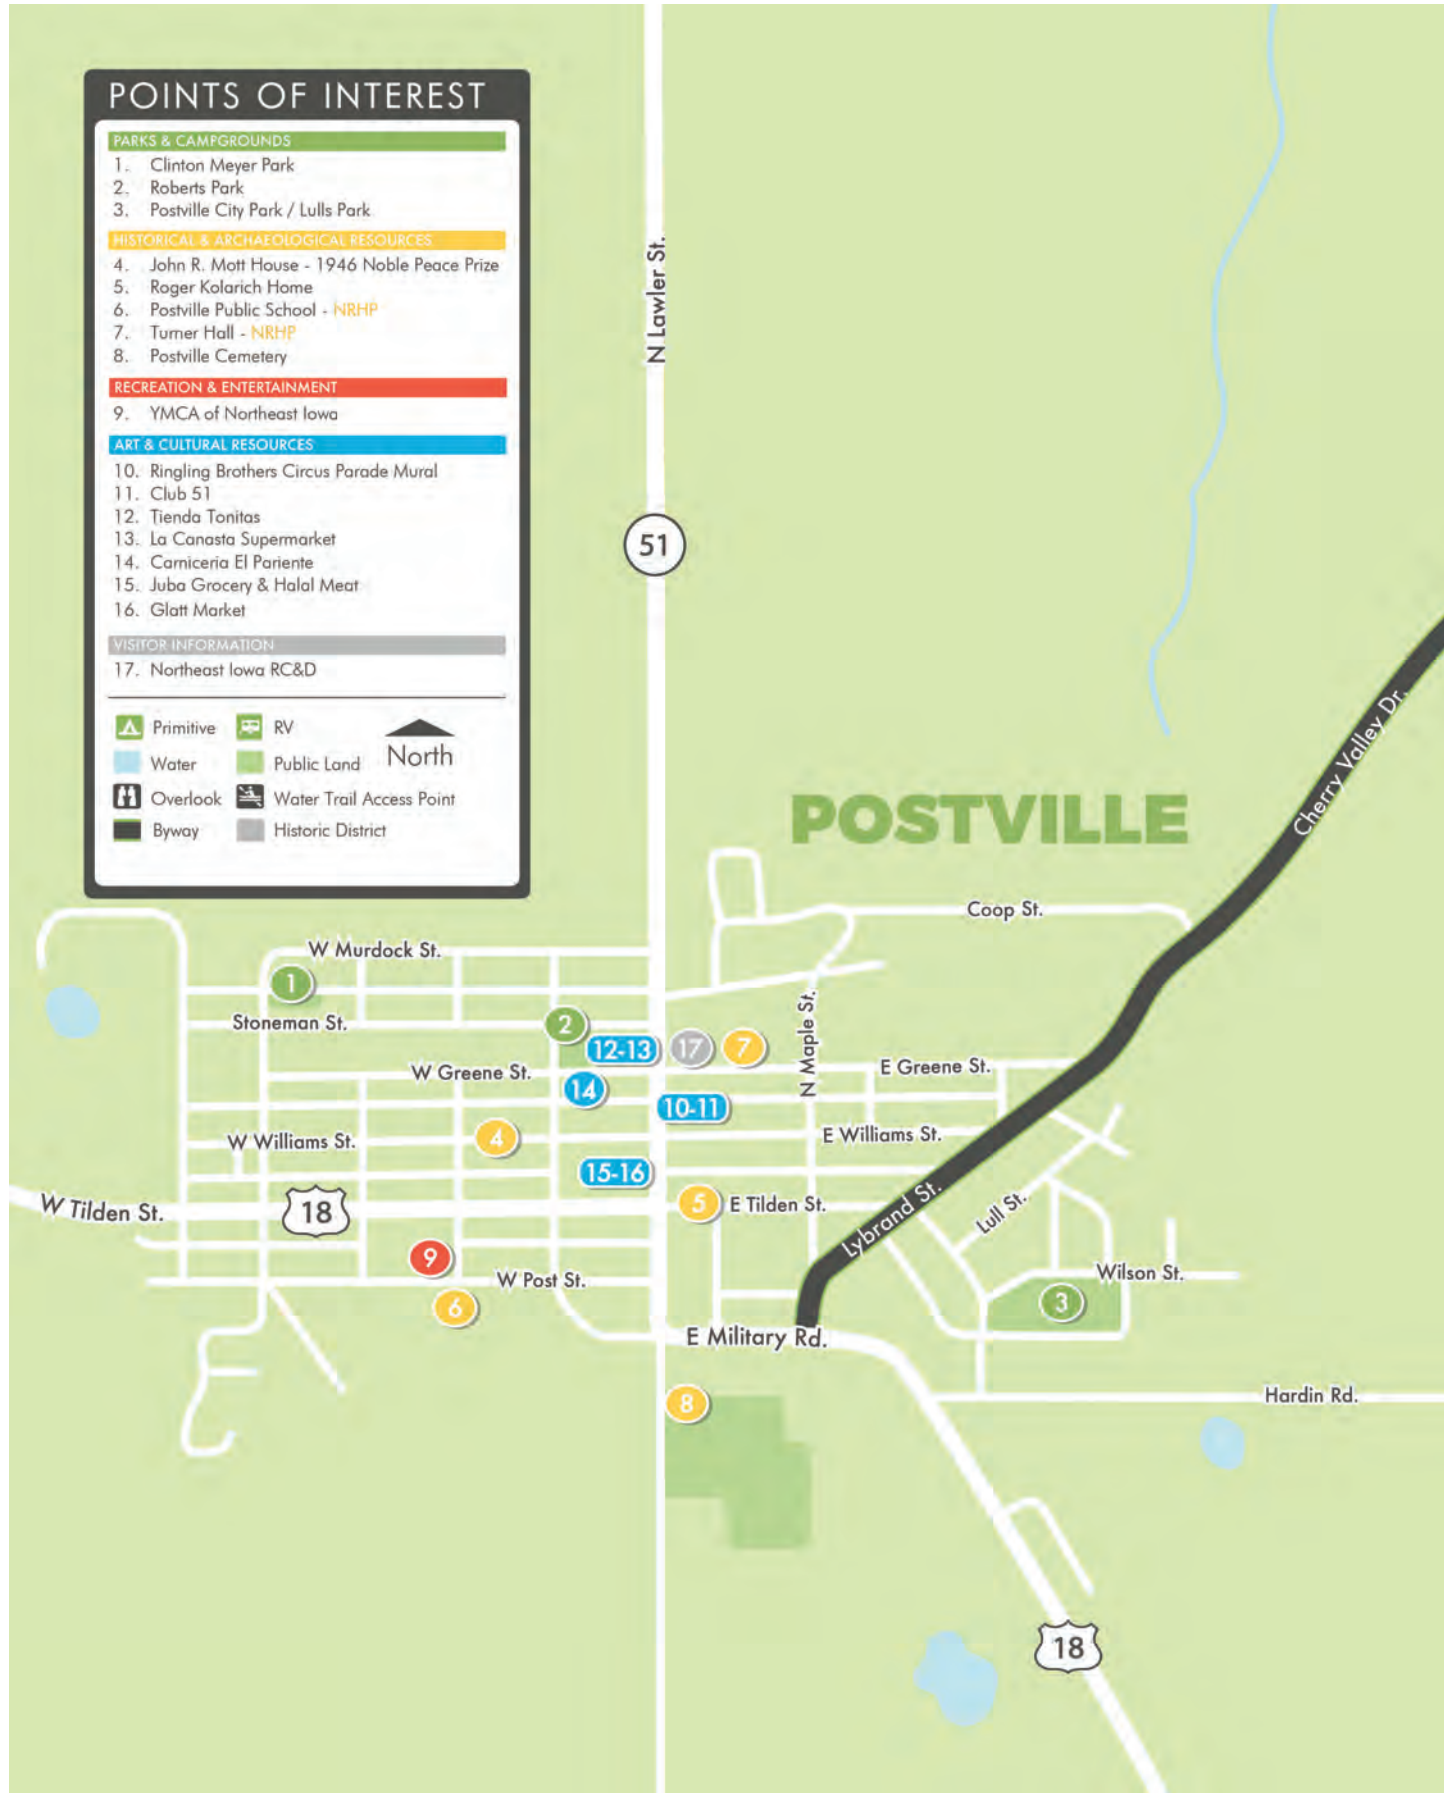 POINTS OF INTEREST
PARKS & CAMPGROUNDS
1. Clinton Meyer Park
2. Roberts Park
3. Postville City Park / Lulls Park
HISTORICAL & ARCHAEOLOGICAL RESOURCES
4. John R. Mott House - 1946 Noble Peace Prize
5. Roger Kolarich Home
6. Postville Public School - NRHP
7. Turner Hall - NRHP
8. Postville Cemetery
RECREATION & ENTERTAINMENT
9. YMCA of Northeast Iowa
ART & CULTURAL RESOURCES
10. Ringling Brothers Circus Parade Mural
11. Club 51
12. Tienda Tonitas
13. La Canasta Supermarket
14. Carniceria El Pariente
15. Juba Grocery & Halal Meat
16. Glatt Market
VISITOR INFORMATION
17. Northeast Iowa RC&D
Primitive RV
Water Public Land North
Overlook Water Trail Access Point
Byway Historic District
N Lawler St.
51
Cherry Valley Dr.
POSTVILLE
Coop St.
W Murdock St.
1
N Maple St.
Stoneman St.
2
12-13
17
7
W Greene St.
E Greene St.
14
10-11
W Williams St.
4
E Williams St.
15-16
W Tilden St.
18
5
E Tilden St.
Lybrand St.
Lull St.
9
W Post St.
Wilson St.
6
3
E Military Rd.
8
Hardin Rd.
18